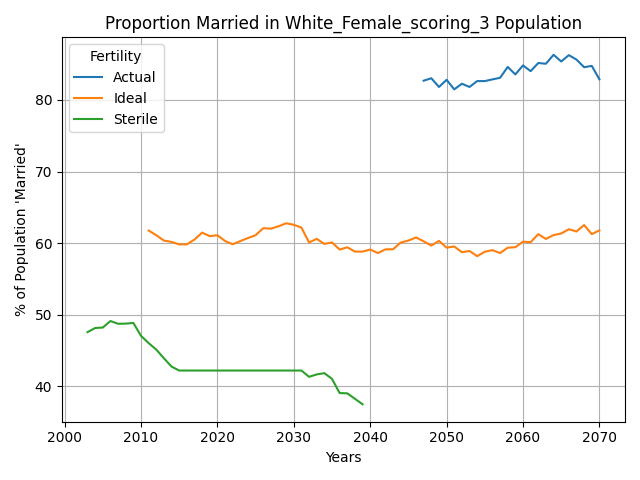 Proportion Married in White_Female_scoring_3 Population
% of Population 'Married'
Fertility
Actual
Ideal
Sterile
80
70
60
50
40
2000 2010 2020 2030 2040 2050 2060 2070
Years